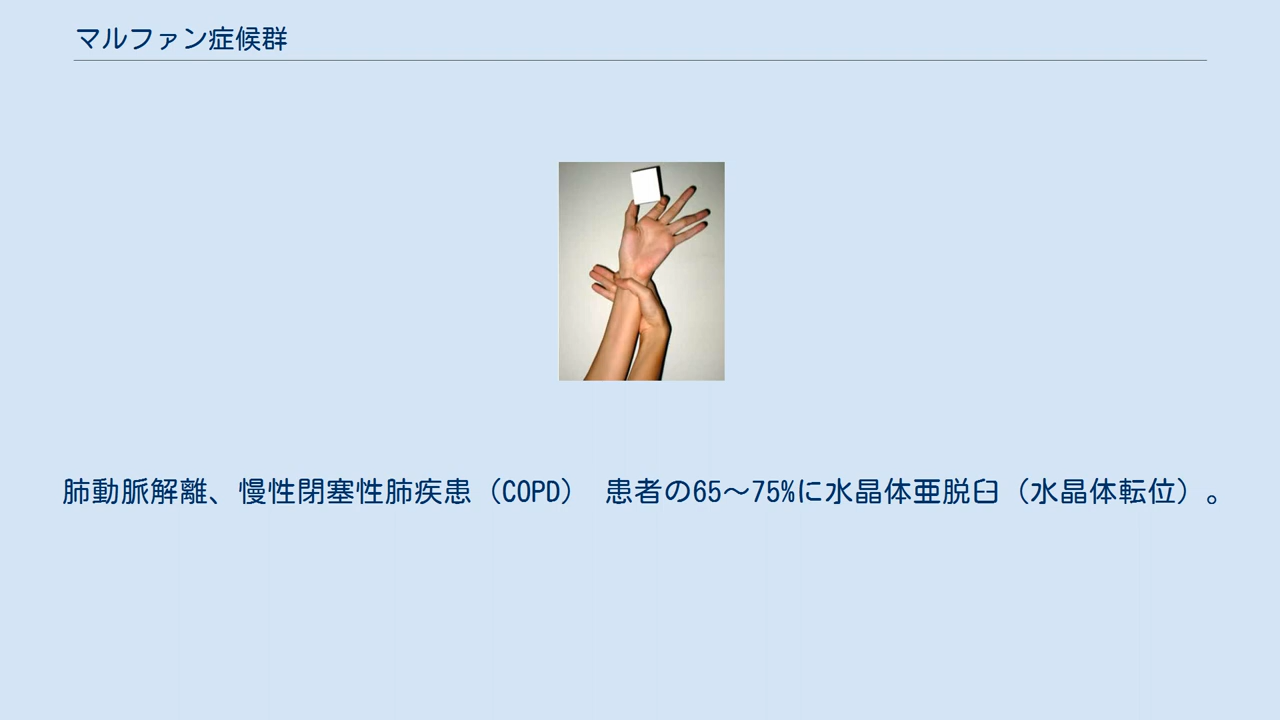 マルファン症候群
肺動脈解離、慢性閉塞性肺疾患（COPD） 患者の65～75%に水晶体亜脱臼（水晶体転位）。